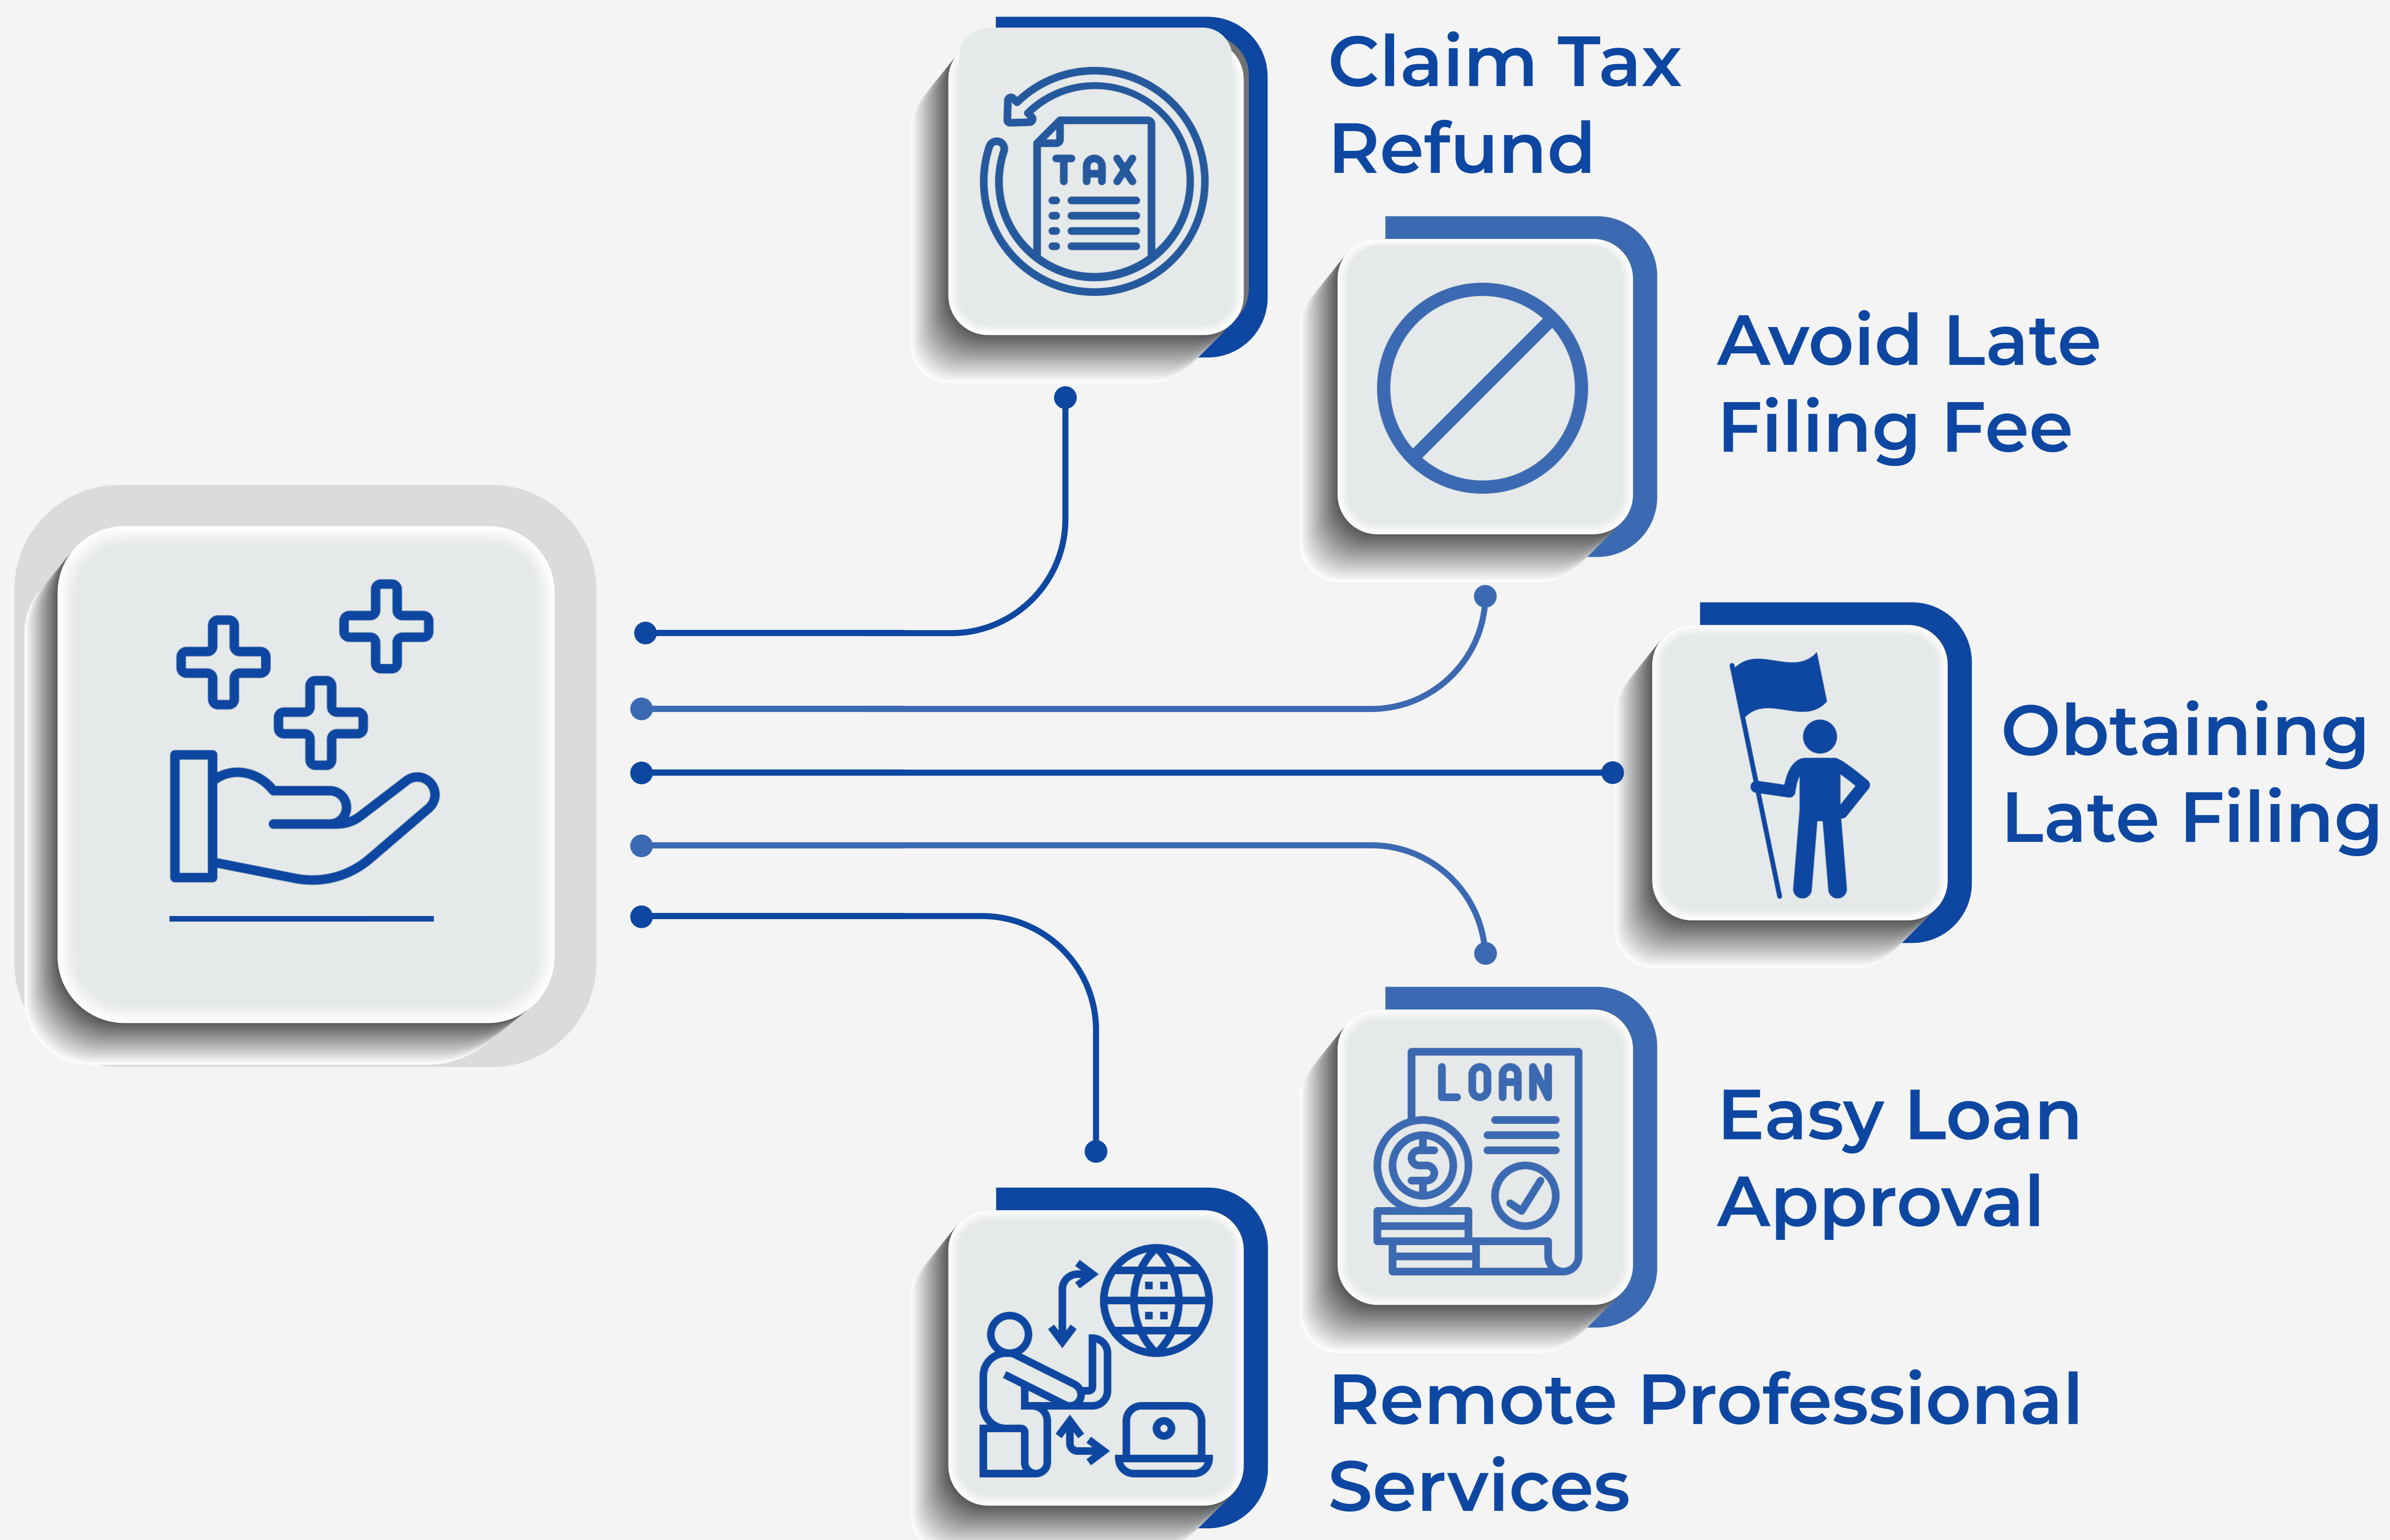 Claim Tax
Refund
TAX
Avoid Late
Filing Fee
Obtaining
Late Filing
LOAN
Easy Loan
Approval
Remote Professional
Services